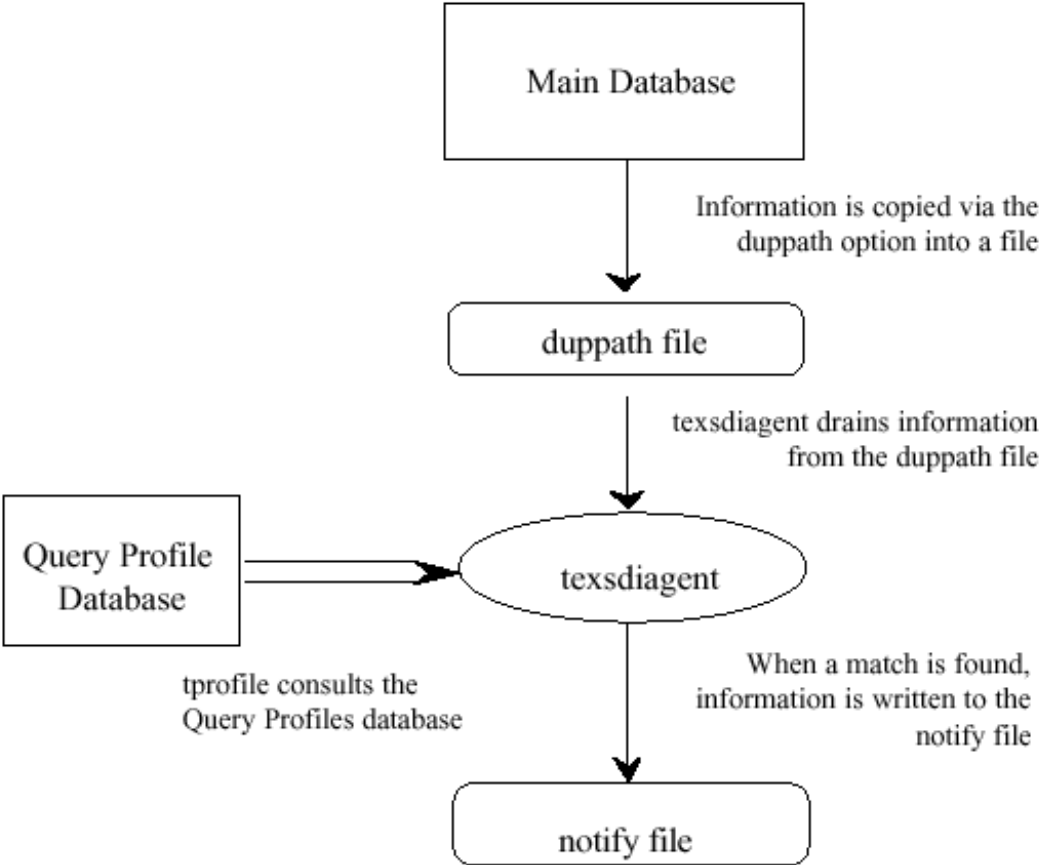 Main Database
Information is copied via the
duppath option into a file
duppath file
texsdiagent drains information
from the duppath file
Query Profile
Database
texsdiagent
tprofile consults the
Query Profiles database
When a match is found,
information is written to the
notify file
notify file